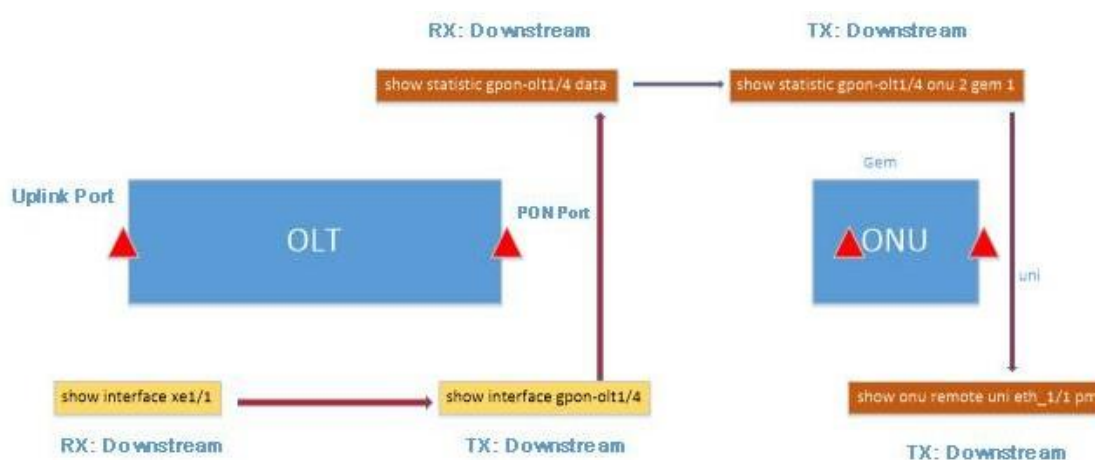 RX: Downstream
TX: Downstream
show statistic gpon-olt1/4 data
show statistic gpon-olt1/4 onu 2 gem 1
Uplink Port
OLT
PON Port
Gem
ONU
uni
show interface xe1/1
show interface gpon-olt1/4
show onu remote uni eth_1/1 pm
RX: Downstream
TX: Downstream
TX: Downstream